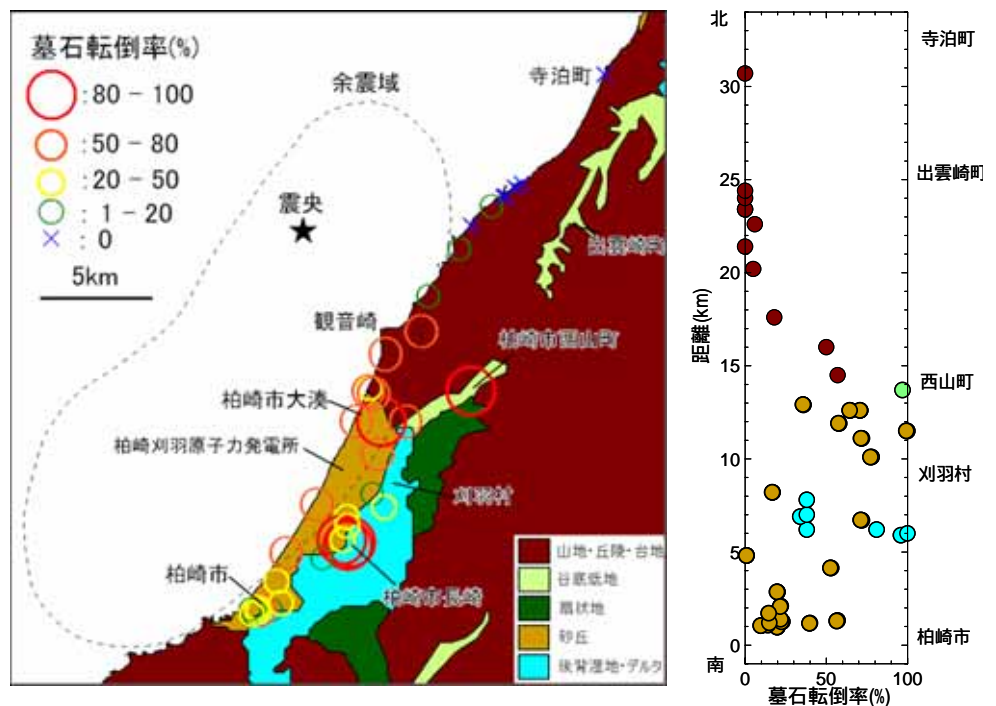 墓石転倒率(%)
:80 - 100
:50 - 80
:20 - 50
:1 - 20
:0
5km
余震域
震央
寺泊町
出雲崎町
観音崎
柏崎市西山町
柏崎市大湊
柏崎刈羽原子力発電所
刈羽村
柏崎市
柏崎市長崎
山地・丘陵・台地
谷底低地
扇状地
砂丘
後背湿地・デルタ
北
寺泊町
30
出雲崎町
25
20
距離(km)
15
西山町
10
刈羽村
5
柏崎市
0
南
0 50 100
墓石転倒率(%)